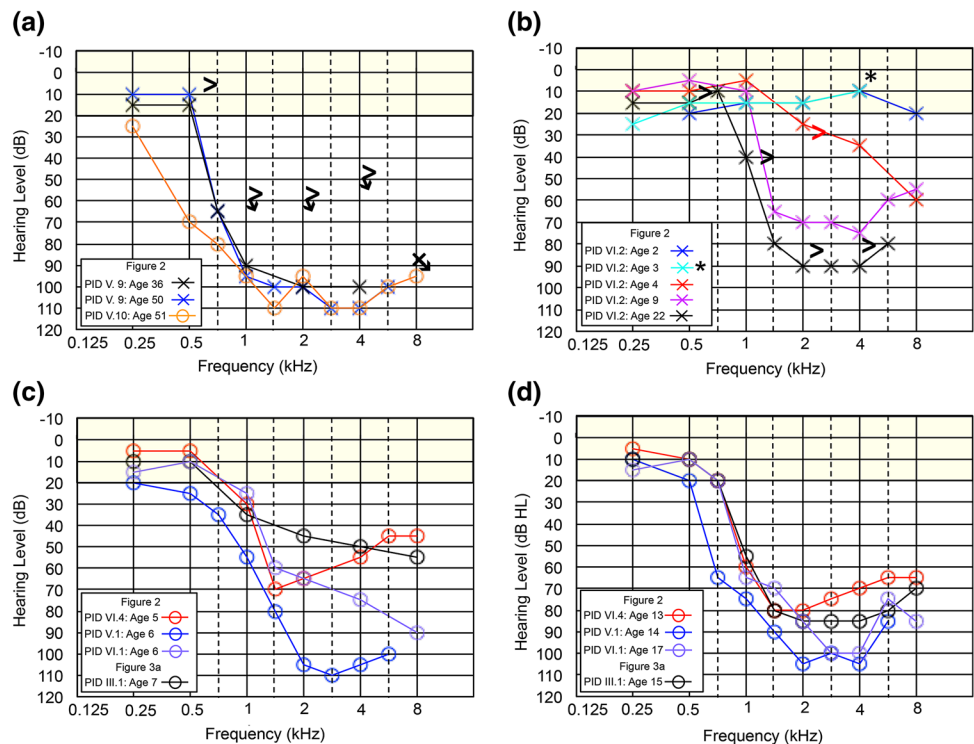 (a)
-10
0
10
20
30
40
50
60
70
80
90
100
110
120
Hearing Level (dB)
Figure 2
PID V. 9: Age 36
PID V. 9: Age 50
PID V.10: Age 51
0.125 0.25 0.5 1 2 4 8
Frequency (kHz)
(b)
-10
0
10
20
30
40
50
60
70
80
90
100
110
120
Hearing Level (dB)
*
Figure 2
PID VI.2: Age 2
PID VI.2: Age 3 *
PID VI.2: Age 4
PID VI.2: Age 9
PID VI.2: Age 22
0.125 0.25 0.5 1 2 4 8
Frequency (kHz)
(c)
-10
0
10
20
30
40
50
60
70
80
90
100
110
120
Hearing Level (dB)
Figure 2
PID VI.4: Age 5
PID V.1: Age 6
PID VI.1: Age 6
Figure 3a
PID III.1: Age 7
0.125 0.25 0.5 1 2 4 8
Frequency (kHz)
(d)
-10
0
10
20
30
40
50
60
70
80
90
100
110
120
Hearing Level (dB HL)
Figure 2
PID VI.4: Age 13
PID V.1: Age 14
PID VI.1: Age 17
Figure 3a
PID III.1: Age 15
0.125 0.25 0.5 1 2 4 8
Frequency (kHz)